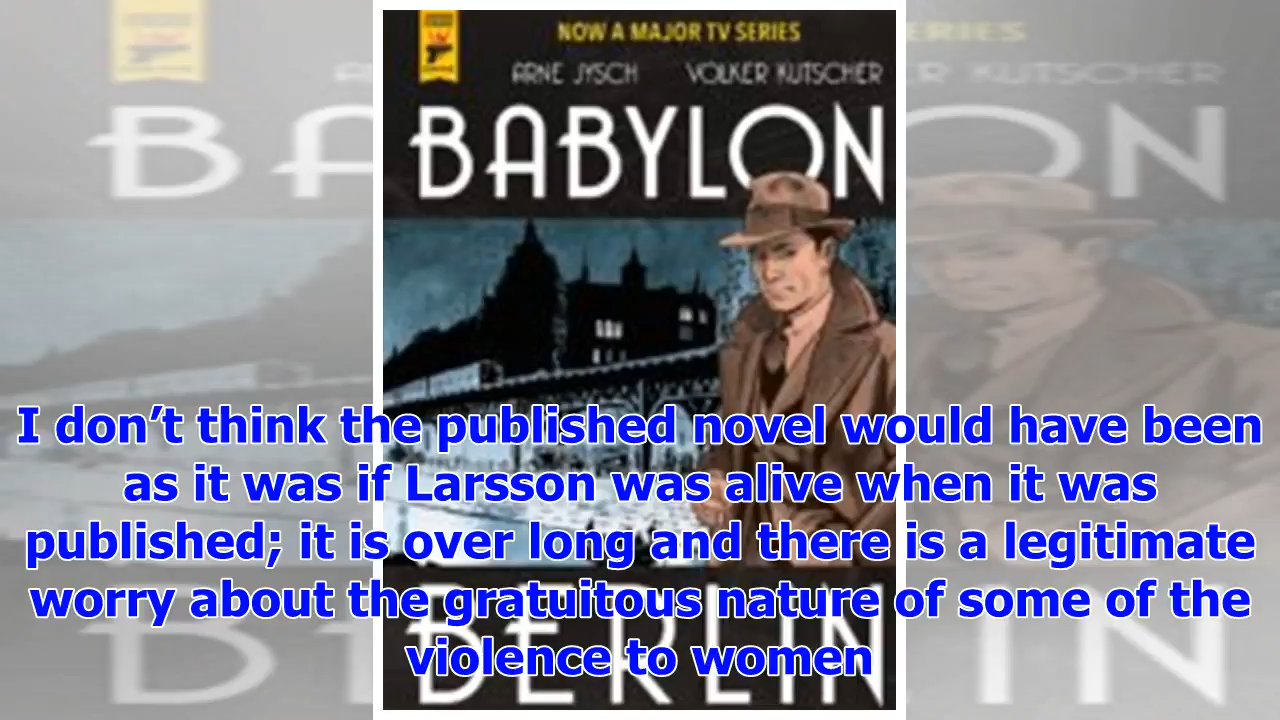 NOW A MAJOR TV SERIES
ARNE JYSCH VOLKER KUTSCHER
BABYLON
I don’t think the published novel would have been
as it was if Larsson was alive when it was
published; it is over long and there is a legitimate
worry about the gratuitous nature of some of the
violence to women
BERLIN